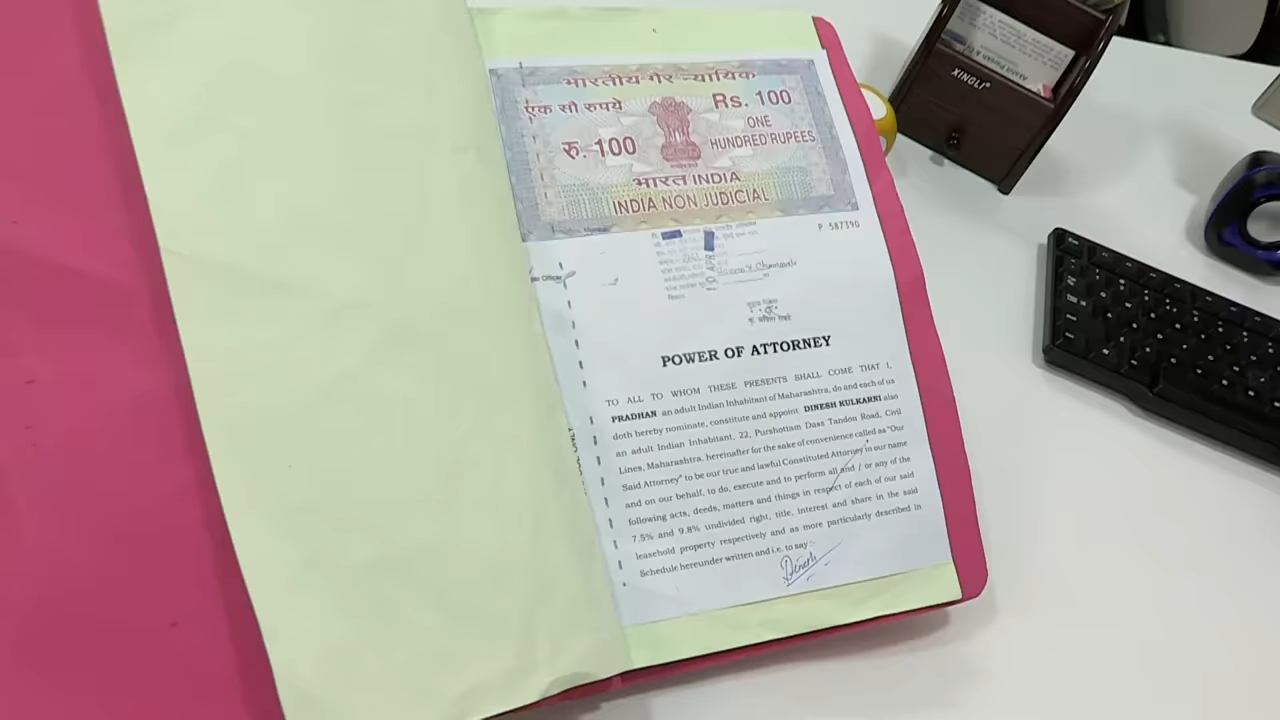 भारतीय गैर न्यायिक
एक सौ रुपये
Rs. 100
रु. 100
ONE
HUNDRED RUPEES
भारत INDIA
INDIA NON JUDICIAL
P 587390
Officer
POWER OF ATTORNEY
TO ALL TO WHOM THESE PRESENTS SHALL COME THAT I,
PRADHAN an adult Indian Inhabitant of Maharashtra, do and each of us
doth hereby nominate, constitute and appoint DINESH KULKARNI also
an adult Indian Inhabitant, 22, Purshottam Dass Tandon Road, Civil
Lines, Maharashtra. hereinafter for the sake of convenience called as "Our
Said Attorney" to be our true and lawful Constituted Attorney in our name
and on our behalf, to do, execute and to perform all and / or any of the
following acts, deeds, matters and things in respect of each of our said
7.5% and 9.8% undivided right, title, interest and share in the said
leasehold property respectively and as more particularly described in
Schedule hereunder written and i.e. to say :-
Dinesh
XINGLI